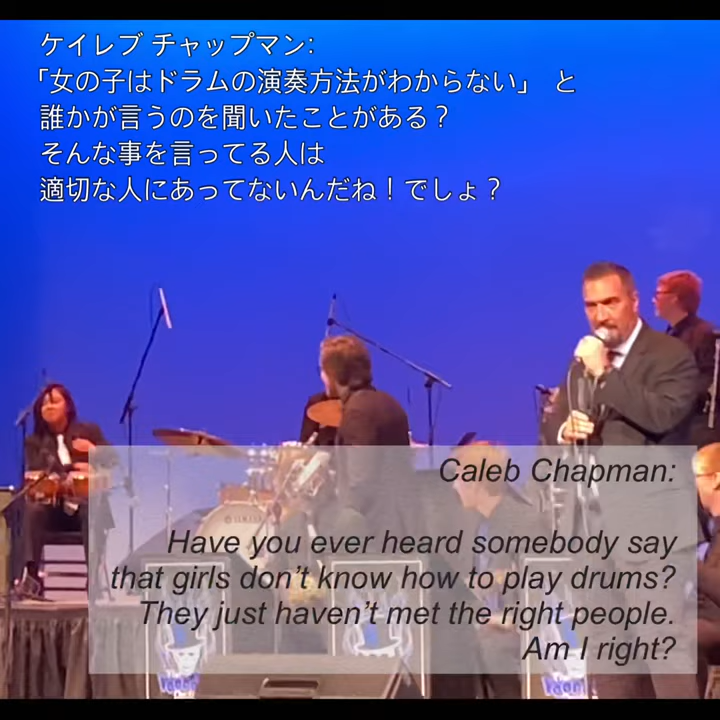 ケイレブ チャップマン:
「女の子はドラムの演奏方法がわからない」 と
誰かが言うのを聞いたことがある？
そんな事を言ってる人は
適切な人にあってないんだね！でしょ？
Caleb Chapman:
Have you ever heard somebody say
that girls don't know how to play drums?
They just haven't met the right people.
Am I right?
YAMAHA